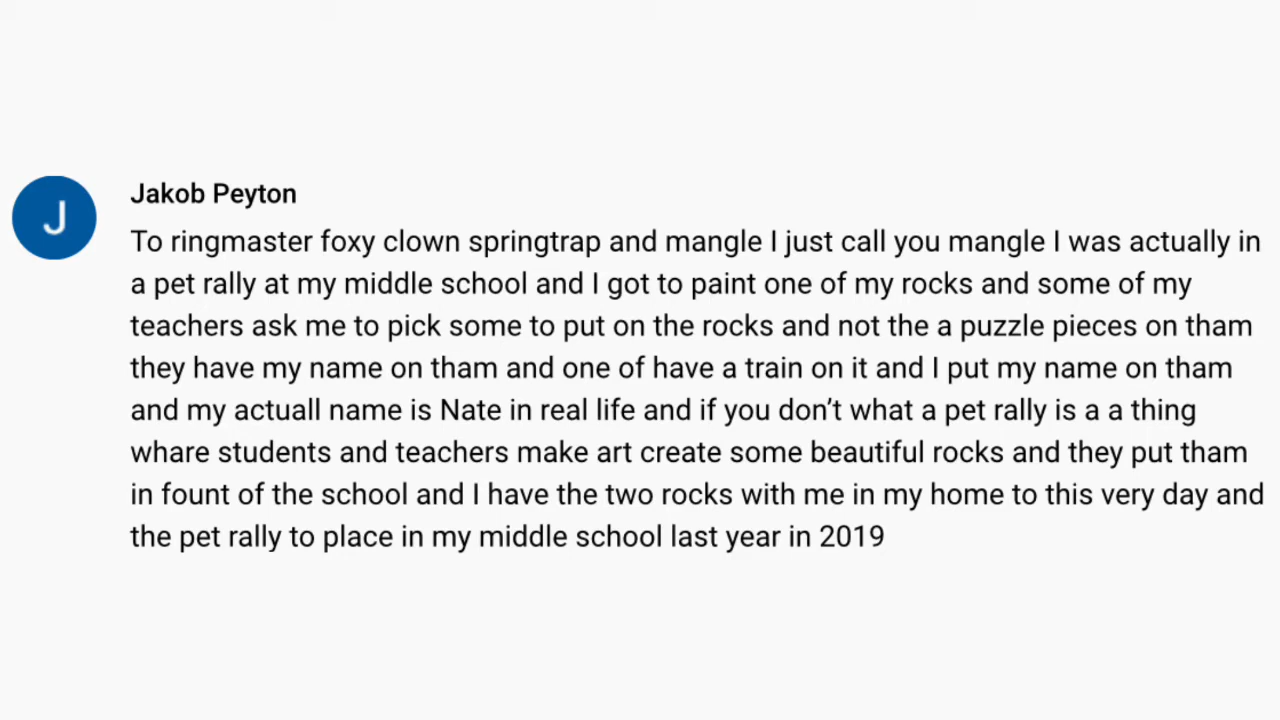 J
Jakob Peyton
To ringmaster foxy clown springtrap and mangle I just call you mangle I was actually in
a pet rally at my middle school and I got to paint one of my rocks and some of my
teachers ask me to pick some to put on the rocks and not the a puzzle pieces on tham
they have my name on tham and one of have a train on it and I put my name on tham
and my actuall name is Nate in real life and if you don’t what a pet rally is a a thing
whare students and teachers make art create some beautiful rocks and they put tham
in fount of the school and I have the two rocks with me in my home to this very day and
the pet rally to place in my middle school last year in 2019